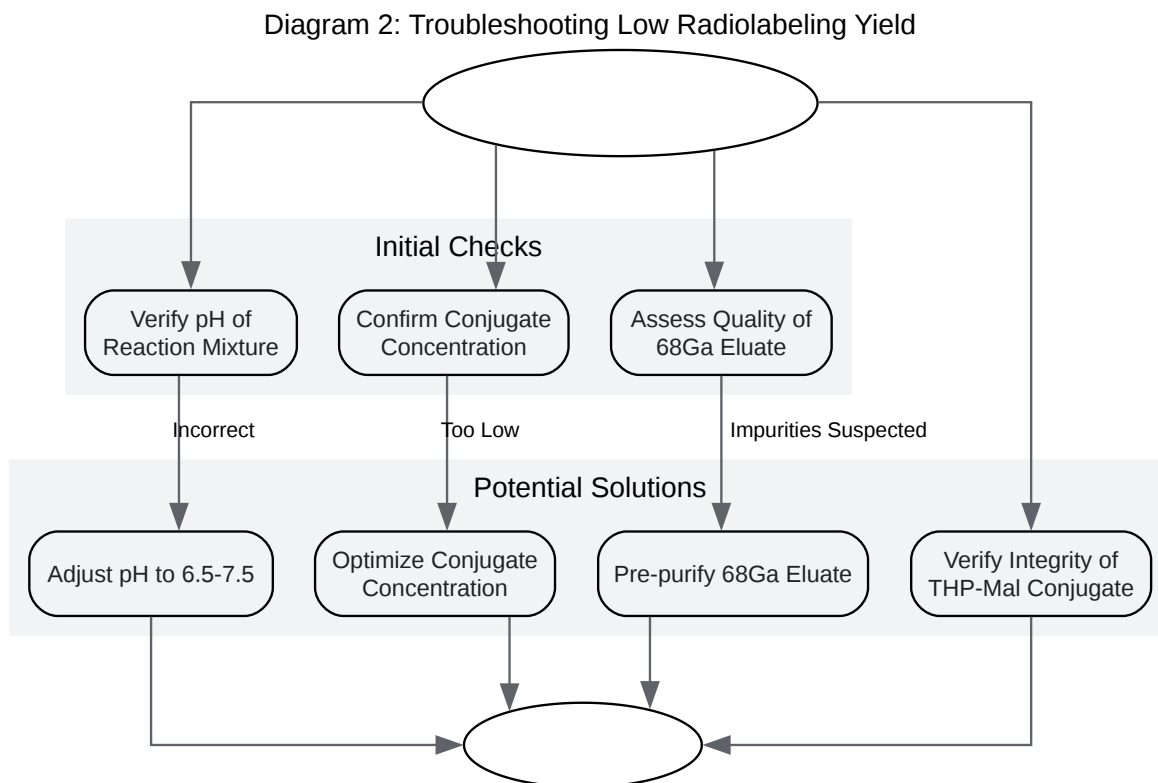 Diagram 2: Troubleshooting Low Radiolabeling Yield
Initial Checks
Verify pH of
Reaction Mixture
Confirm Conjugate
Concentration
Assess Quality of
68Ga Eluate
Incorrect
Too Low
Impurities Suspected
Potential Solutions
Adjust pH to 6.5-7.5
Optimize Conjugate
Concentration
Pre-purify 68Ga Eluate
Verify Integrity of
THP-Mal Conjugate